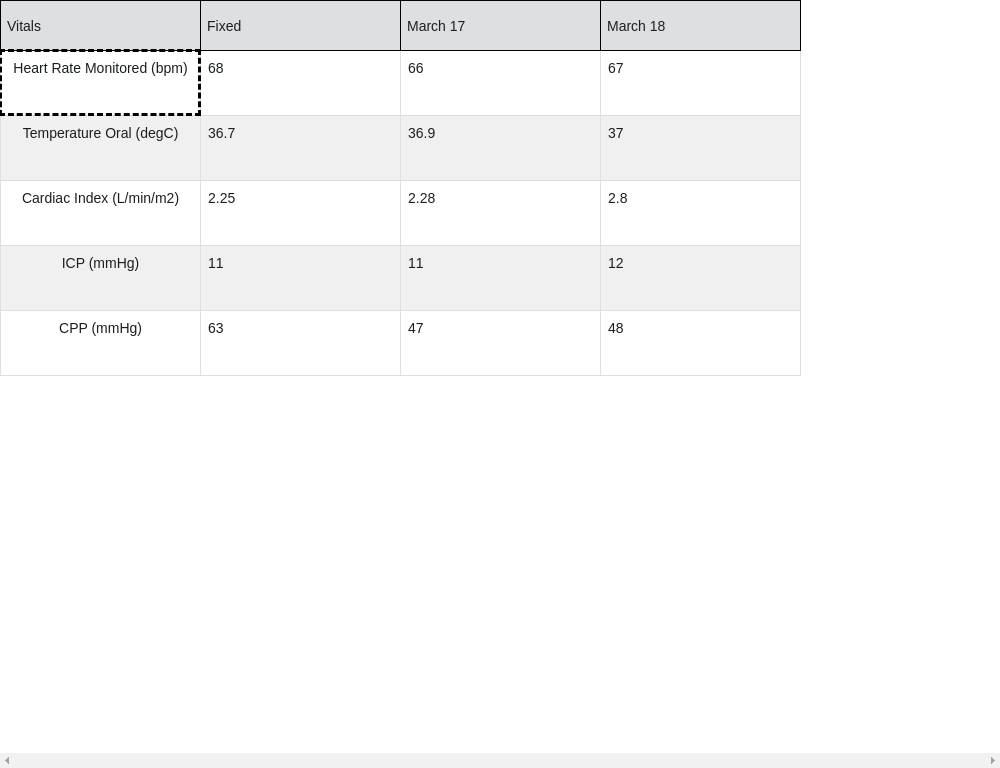 Vitals Fixed March 17 March 18
Heart Rate Monitored (bpm) 68 66 67
Temperature Oral (degC) 36.7 36.9 37
Cardiac Index (L/min/m2) 2.25 2.28 2.8
ICP (mmHg) 11 11 12
CPP (mmHg) 63 47 48